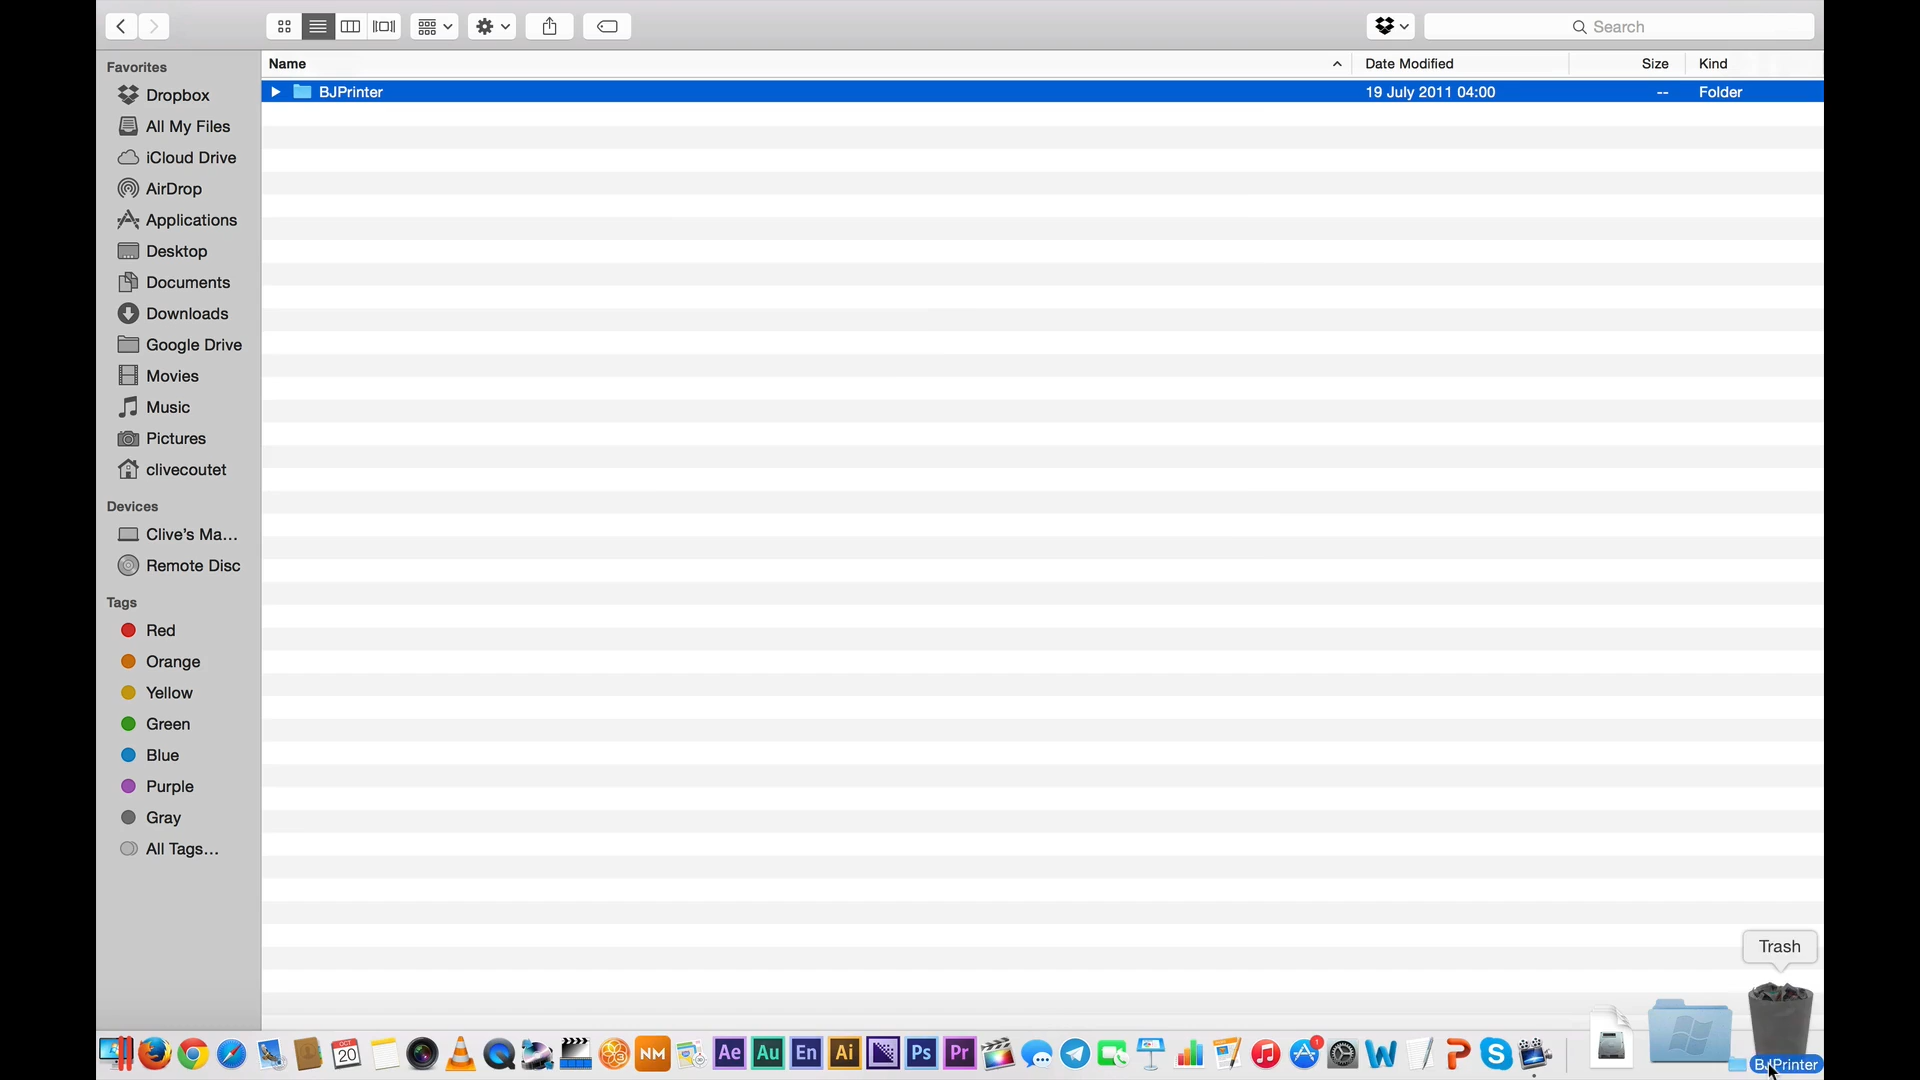 Search
Favorites
Dropbox
All My Files
iCloud Drive
AirDrop
Applications
Desktop
Documents
Downloads
Google Drive
Movies
Music
Pictures
clivecoutet
Devices
Clive's Ma...
Remote Disc
Tags
Red
Orange
Yellow
Green
Blue
Purple
Gray
All Tags...
Name Date Modified Size Kind
BJPrinter 19 July 2011 04:00 -- Folder
Trash
OCT
20
NM
Ae
Au
En
Ai
Ps
Pr
1
BJPrinter